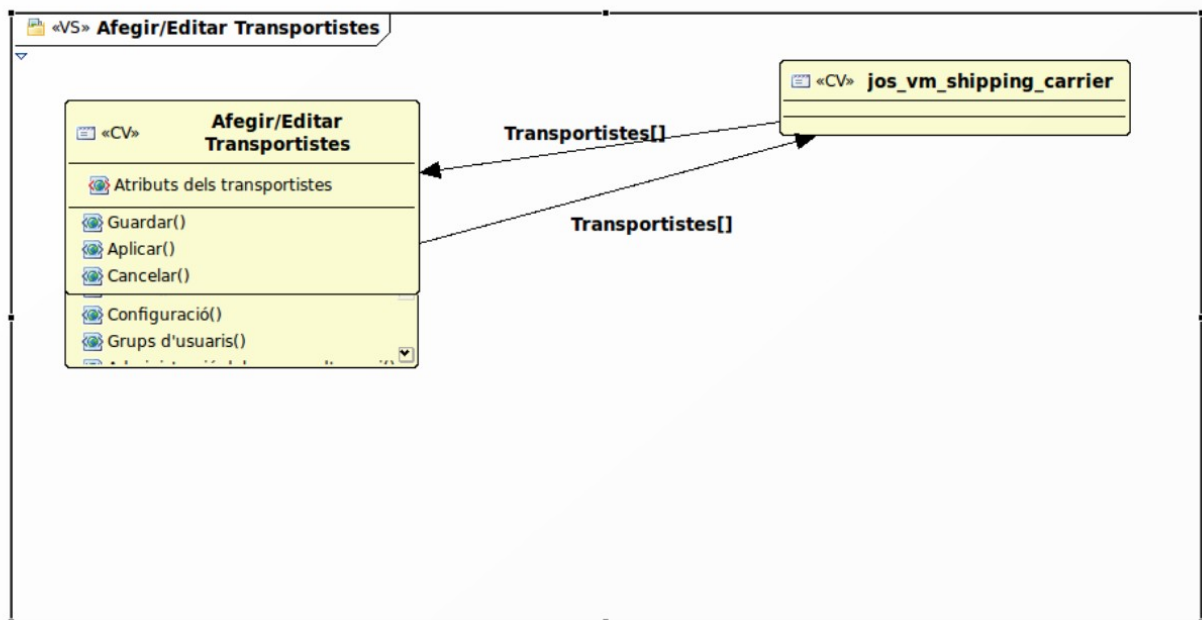 «VS» Afegir/Editar Transportistes
«CV» jos_vm_shipping_carrier
«CV» Afegir/Editar
Transportistes
Transportistes[]
Atributs dels transportistes
Guardar()
Transportistes[]
Aplicar()
Cancelar()
Configuració()
Grups d'usuaris()